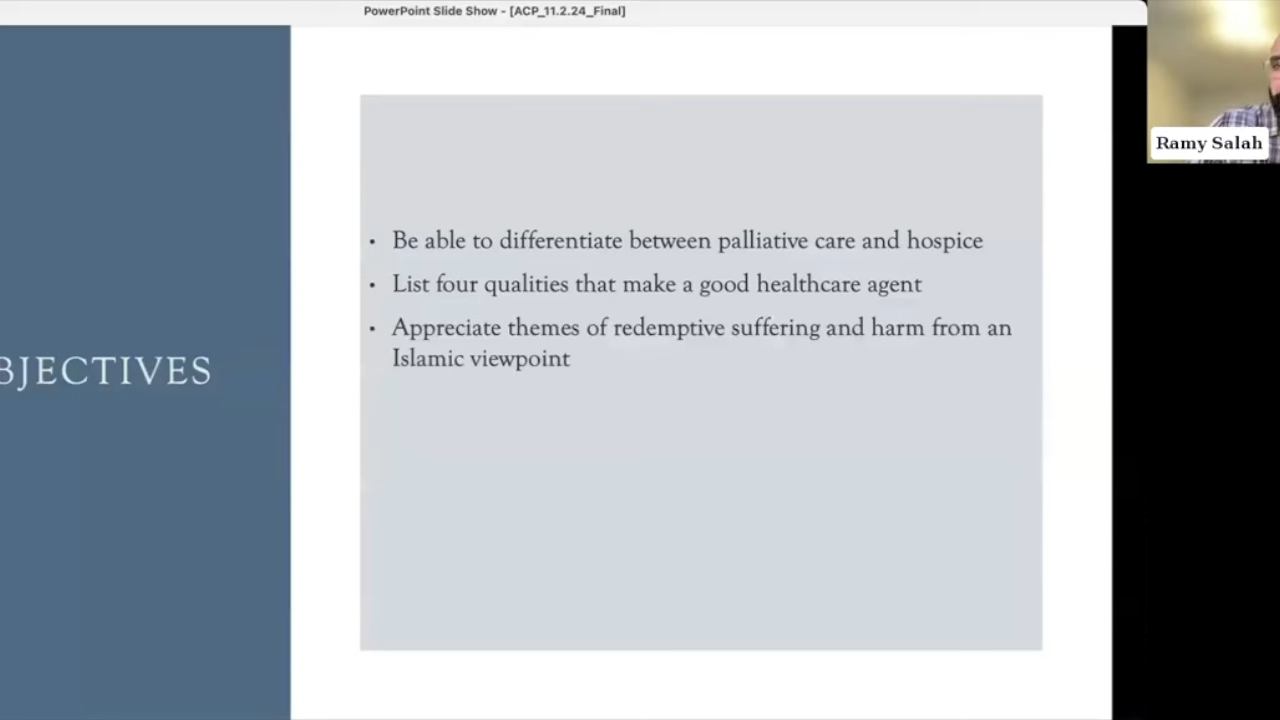 PowerPoint Slide Show - [ACP_11.2.24_Final]
Ramy Salah
BJECTIVES
• Be able to differentiate between palliative care and hospice
• List four qualities that make a good healthcare agent
• Appreciate themes of redemptive suffering and harm from an
Islamic viewpoint